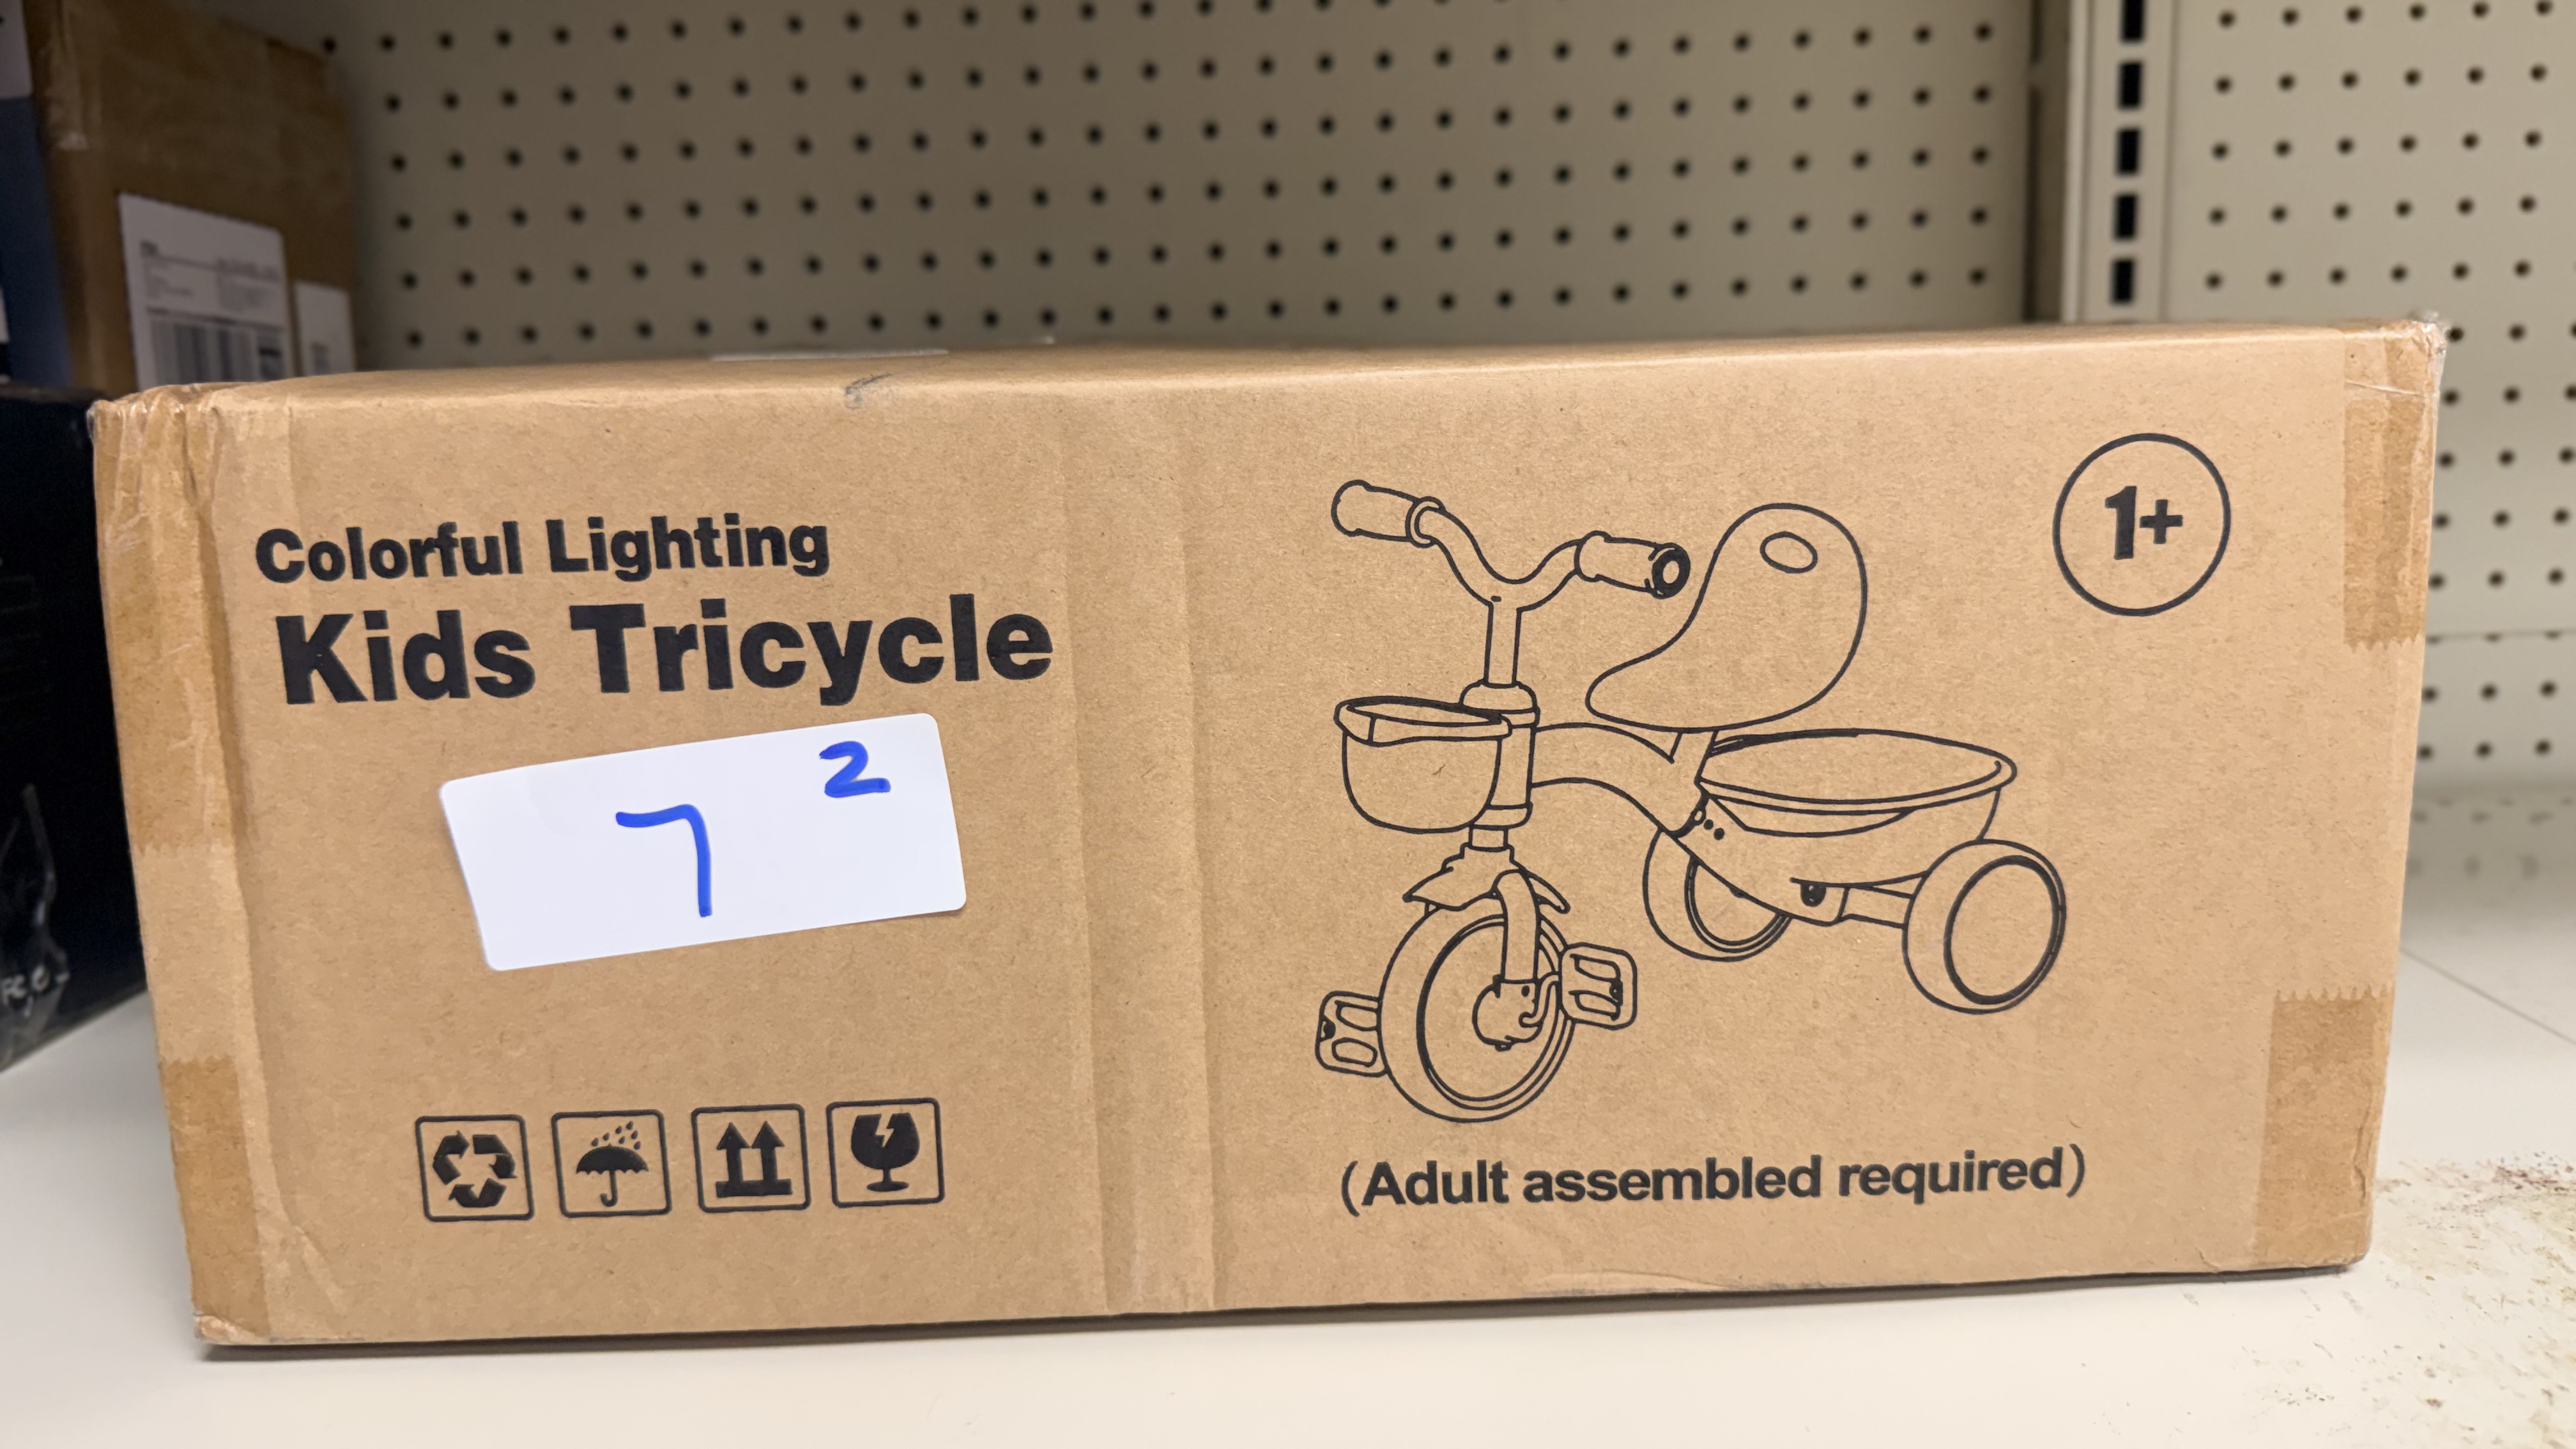 Colorful Lighting
Kids Tricycle
7 2
1+
(Adult assembled required)